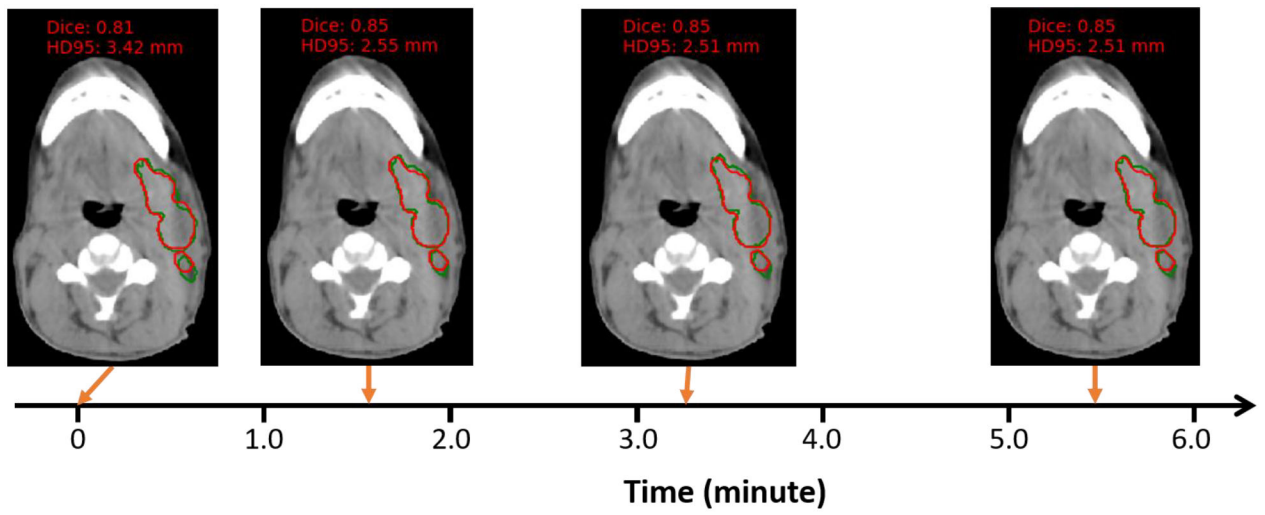 Dice: 0.81
HD95: 3.42 mm
Dice: 0.85
HD95: 2.55 mm
Dice: 0.85
HD95: 2.51 mm
Dice: 0.85
HD95: 2.51 mm
0 1.0 2.0 3.0 4.0 5.0 6.0
Time (minute)